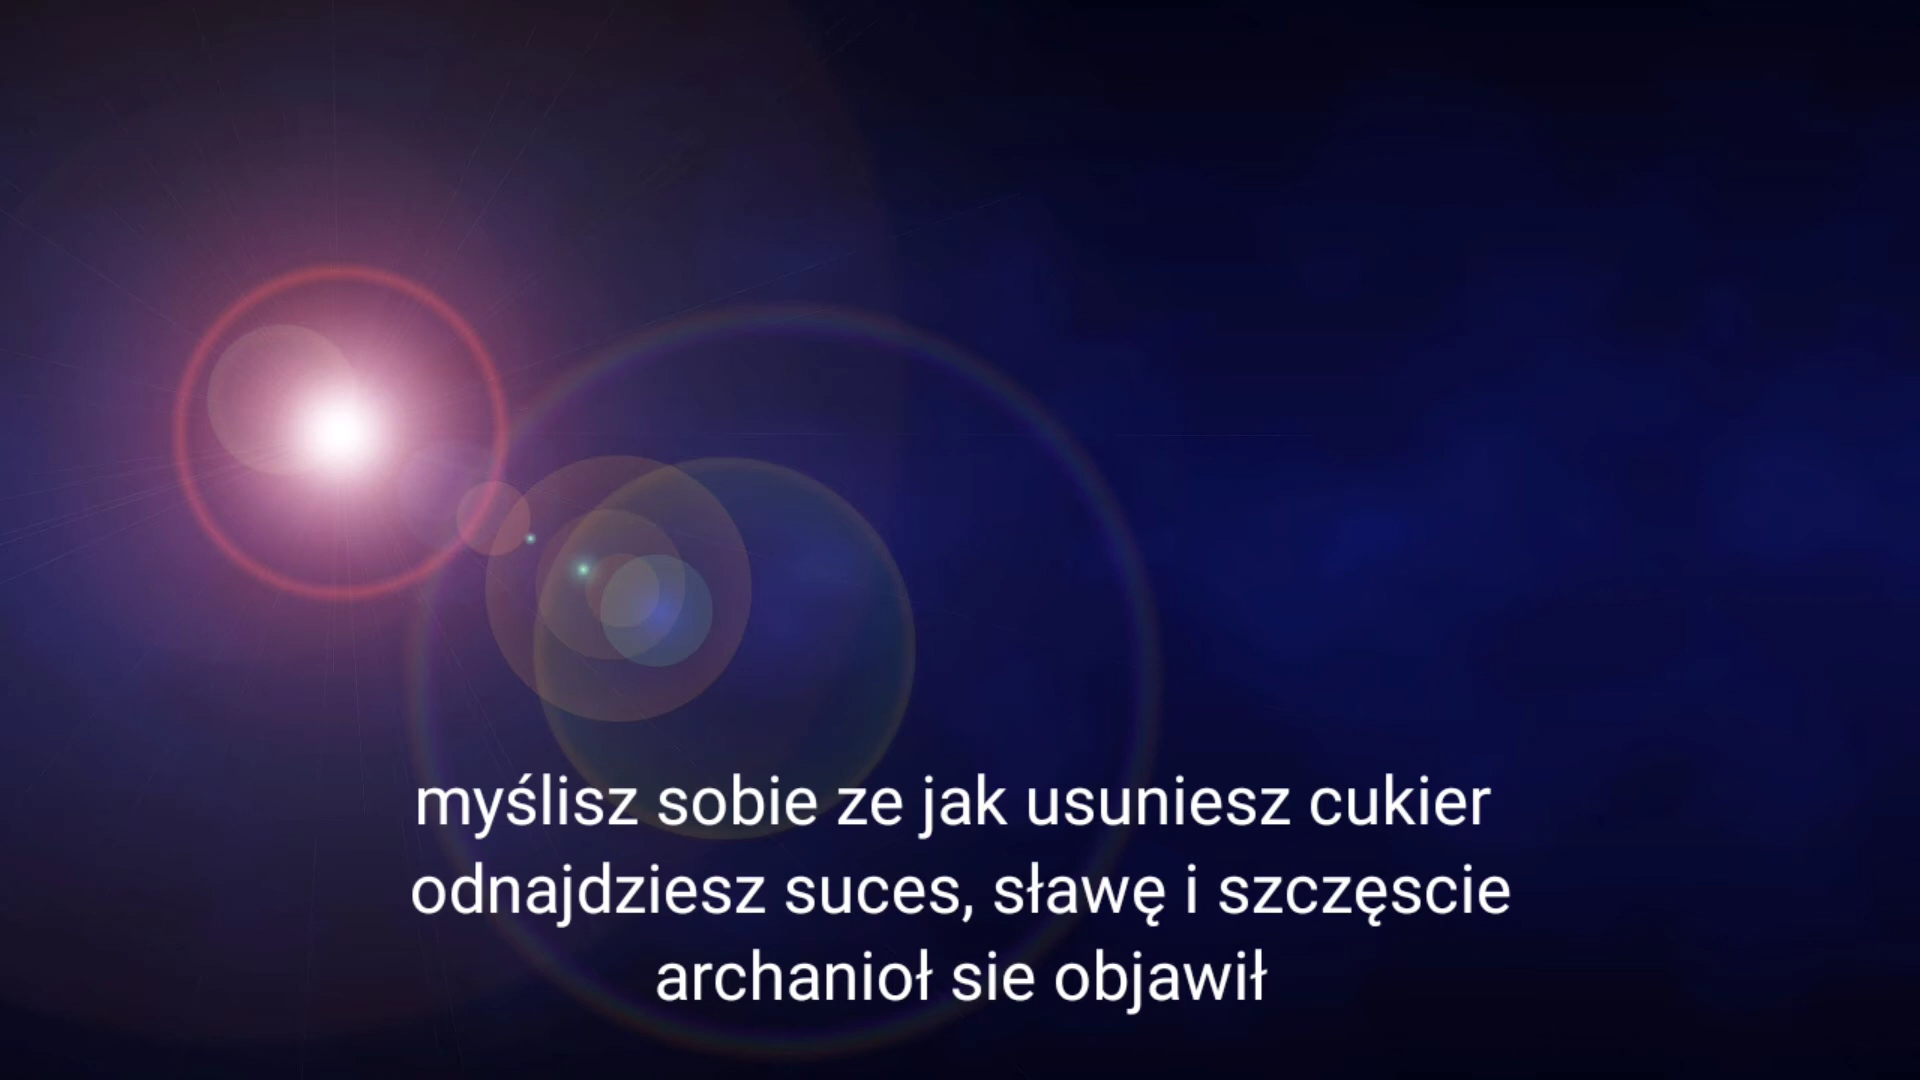 myślisz sobie ze jak usuniesz cukier
odnajdziesz suces, sławę i szczęscie
archanioł sie objawił